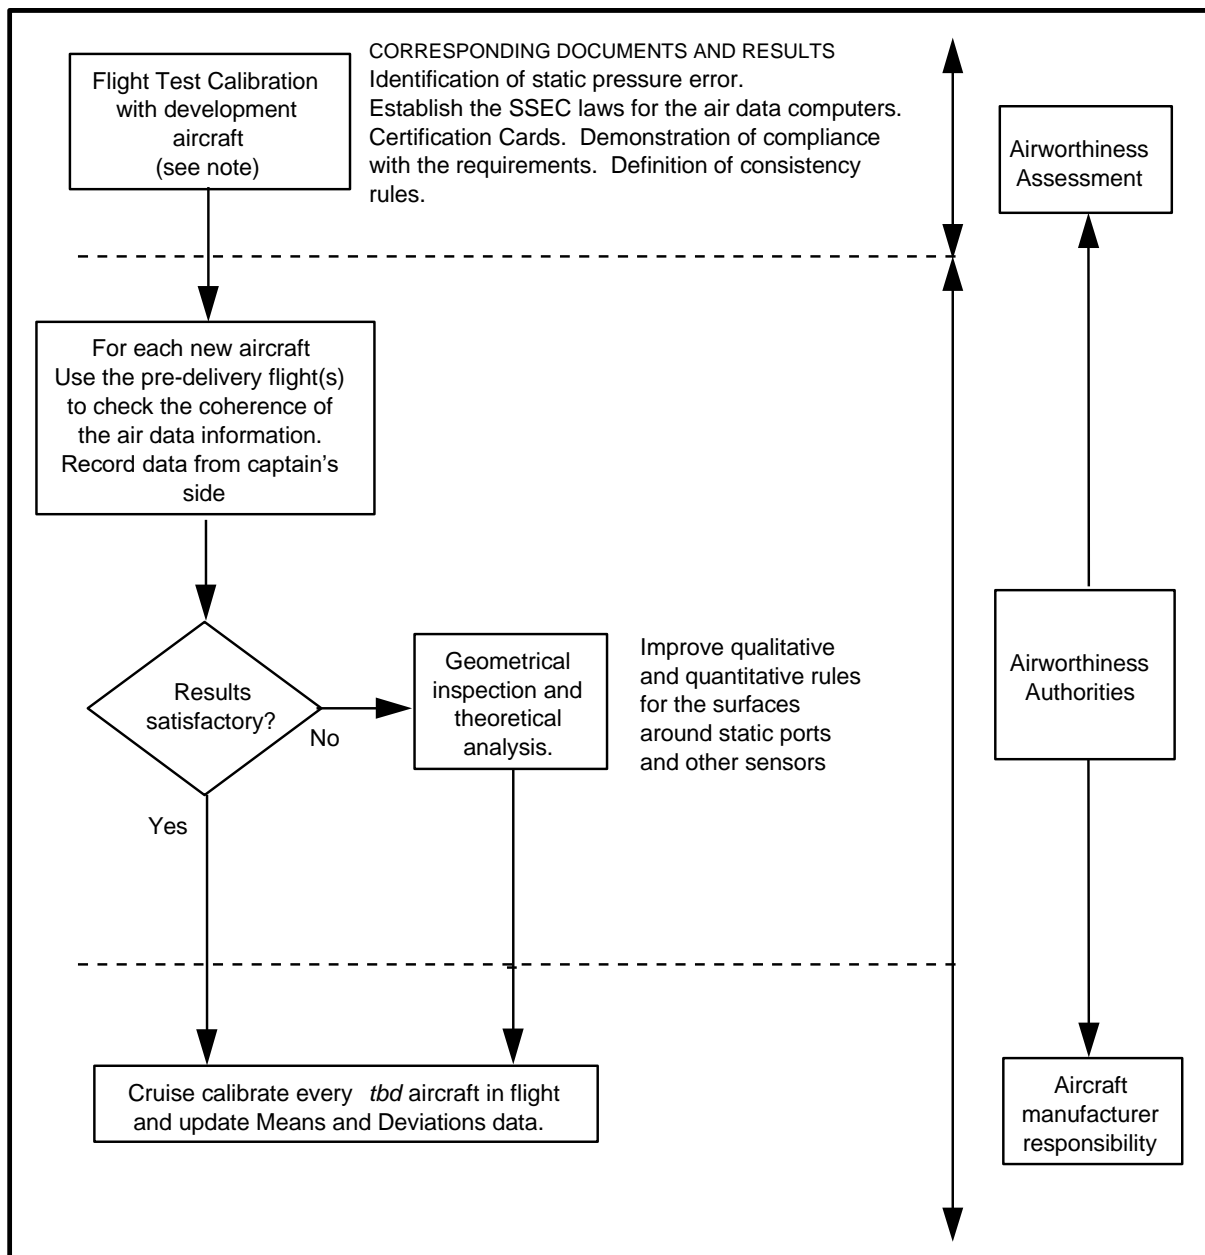 Flight Test Calibration
with development
aircraft
(see note)
CORRESPONDING DOCUMENTS AND RESULTS
Identification of static pressure error.
Establish the SSEC laws for the air data computers.
Certification Cards.  Demonstration of compliance
with the requirements.  Definition of consistency
rules.
Airworthiness
Assessment
For each new aircraft
Use the pre-delivery flight(s)
to check the coherence of
the air data information.
Record data from captain’s
side
Results
satisfactory?
No
Yes
Geometrical
inspection and
theoretical
analysis.
Improve qualitative
and quantitative rules
for the surfaces
around static ports
and other sensors
Airworthiness
Authorities
Cruise calibrate every tbd aircraft in flight
and update Means and Deviations data.
Aircraft
manufacturer
responsibility